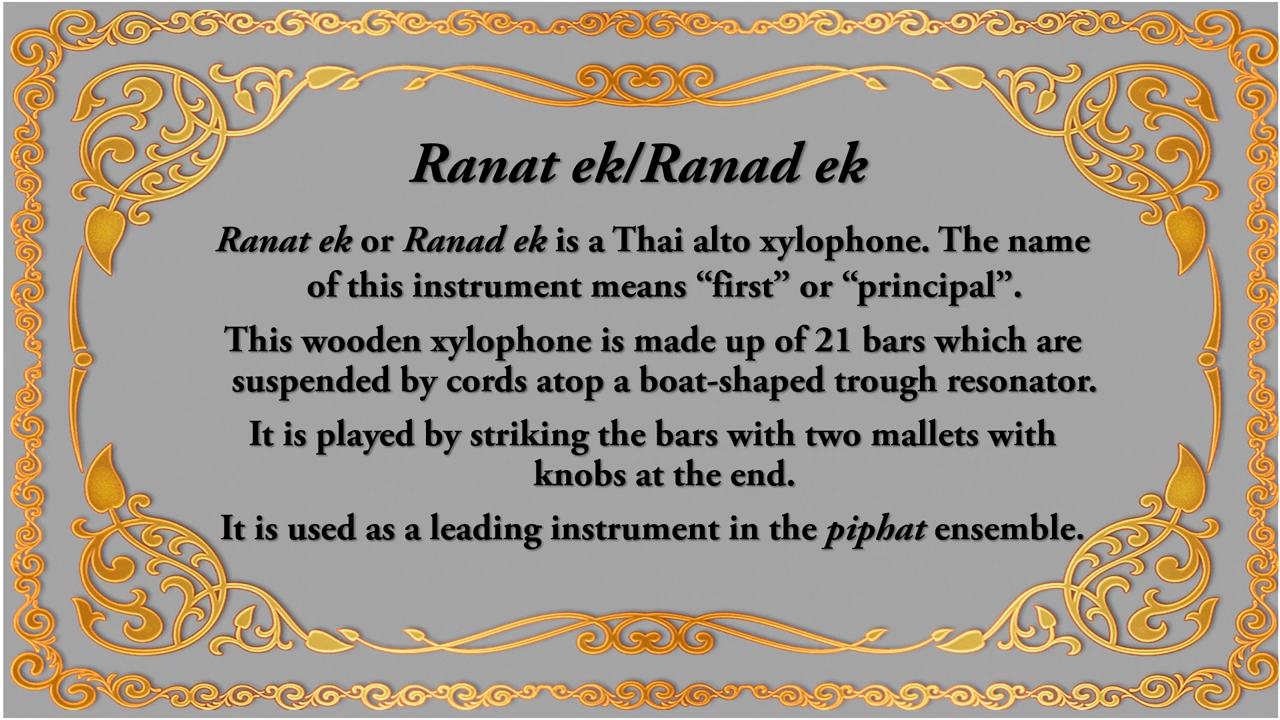 Ranat ek/Ranad ek
Ranat ek or Ranad ek is a Thai alto xylophone. The name
of this instrument means “first” or “principal”.
This wooden xylophone is made up of 21 bars which are
suspended by cords atop a boat-shaped trough resonator.
It is played by striking the bars with two mallets with
knobs at the end.
It is used as a leading instrument in the piphat ensemble.